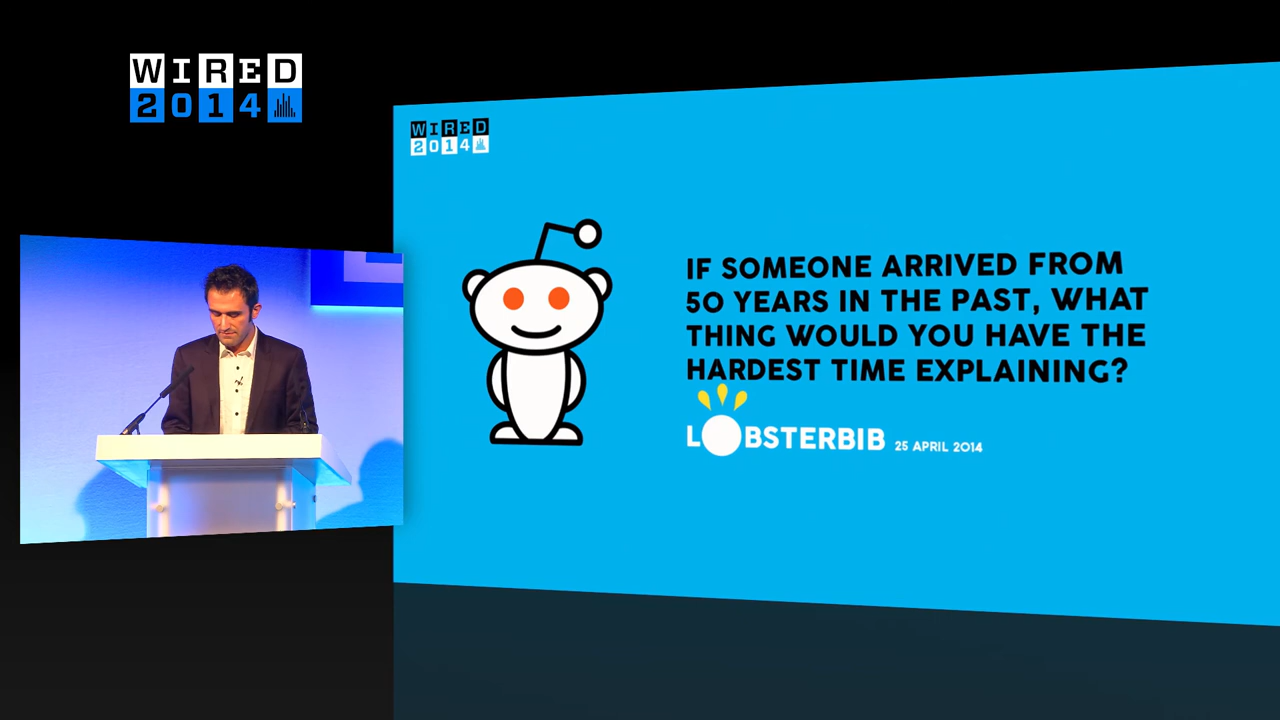 WIRED
2014
WIRED
2014
IF SOMEONE ARRIVED FROM
50 YEARS IN THE PAST, WHAT
THING WOULD YOU HAVE THE
HARDEST TIME EXPLAINING?
LOBSTERBIB 25 APRIL 2014